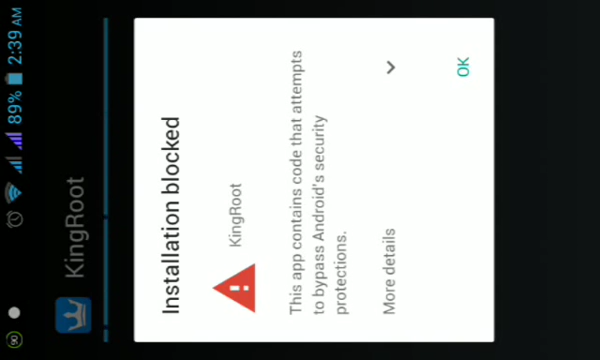 90
89% 2:39 AM
KingRoot
Installation blocked
KingRoot
This app contains code that attempts
to bypass Android's security
protections.
More details
OK